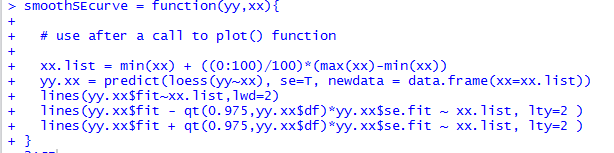 > smoothSEcurve = function(yy,xx){
+
+   # use after a call to plot() function
+
+   xx.list = min(xx) + ((0:100)/100)*(max(xx)-min(xx))
+   yy.xx = predict(loess(yy~xx), se=T, newdata = data.frame(xx=xx.list))
+   lines(yy.xx$fit~xx.list,lwd=2)
+   lines(yy.xx$fit - qt(0.975,yy.xx$df)*yy.xx$se.fit ~ xx.list, lty=2 )
+   lines(yy.xx$fit + qt(0.975,yy.xx$df)*yy.xx$se.fit ~ xx.list, lty=2 )
+ }